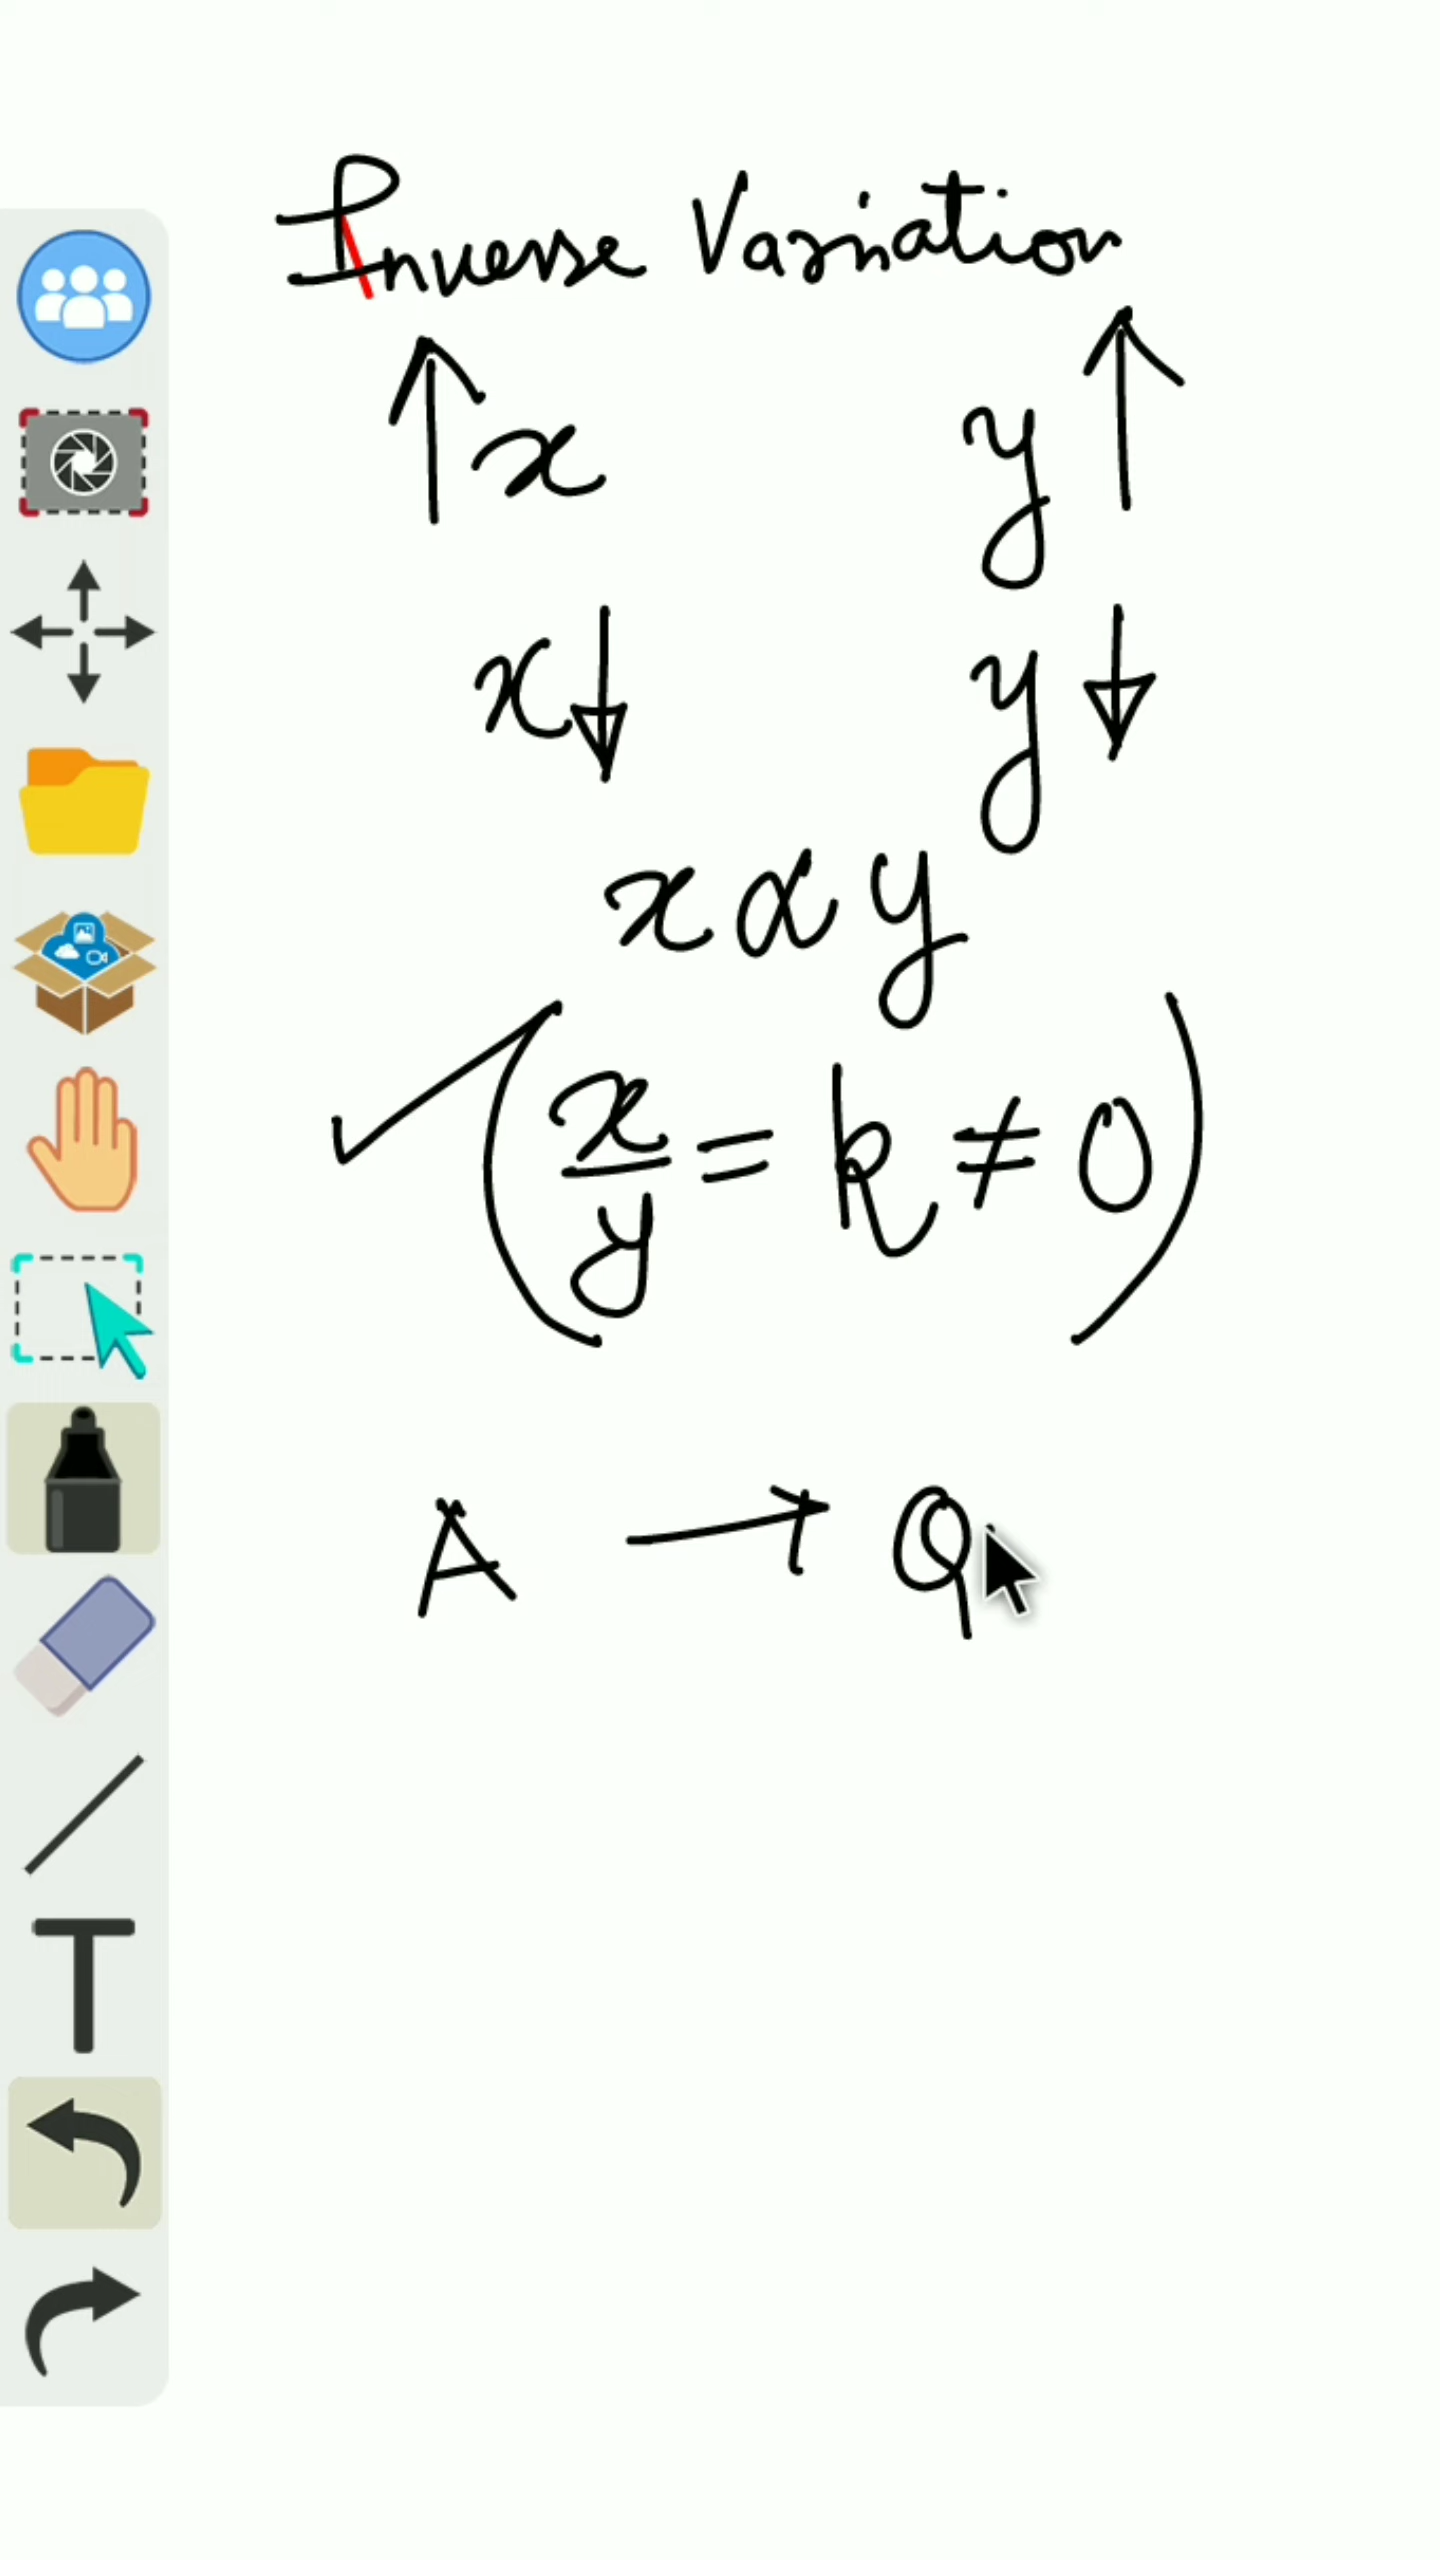 Inverse Variation
↑x y↑
x↓ y↓
x α y
✓(x/y = k ≠ 0)
A → Q
T